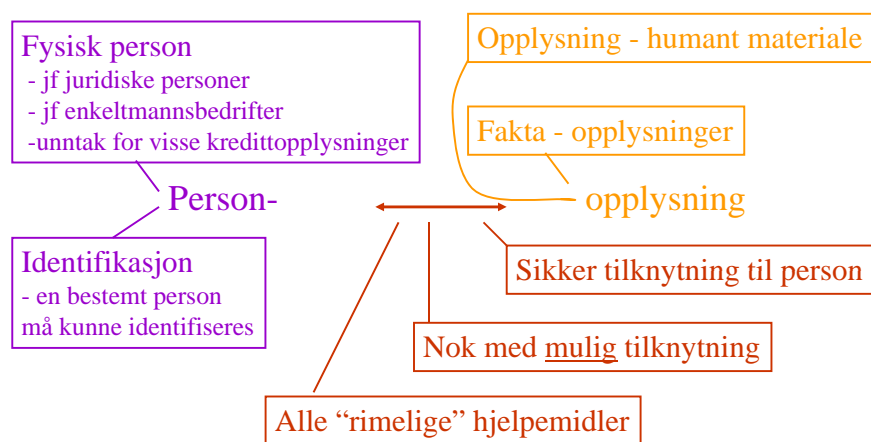 Fysisk person
- jf juridiske personer
- jf enkeltmannsbedrifter
-unntak for visse kredittopplysninger
Opplysning - humant materiale
Fakta - opplysninger
Person-
opplysning
Identifikasjon
- en bestemt person
må kunne identifiseres
Sikker tilknytning til person
Nok med mulig tilknytning
Alle “rimelige” hjelpemidler